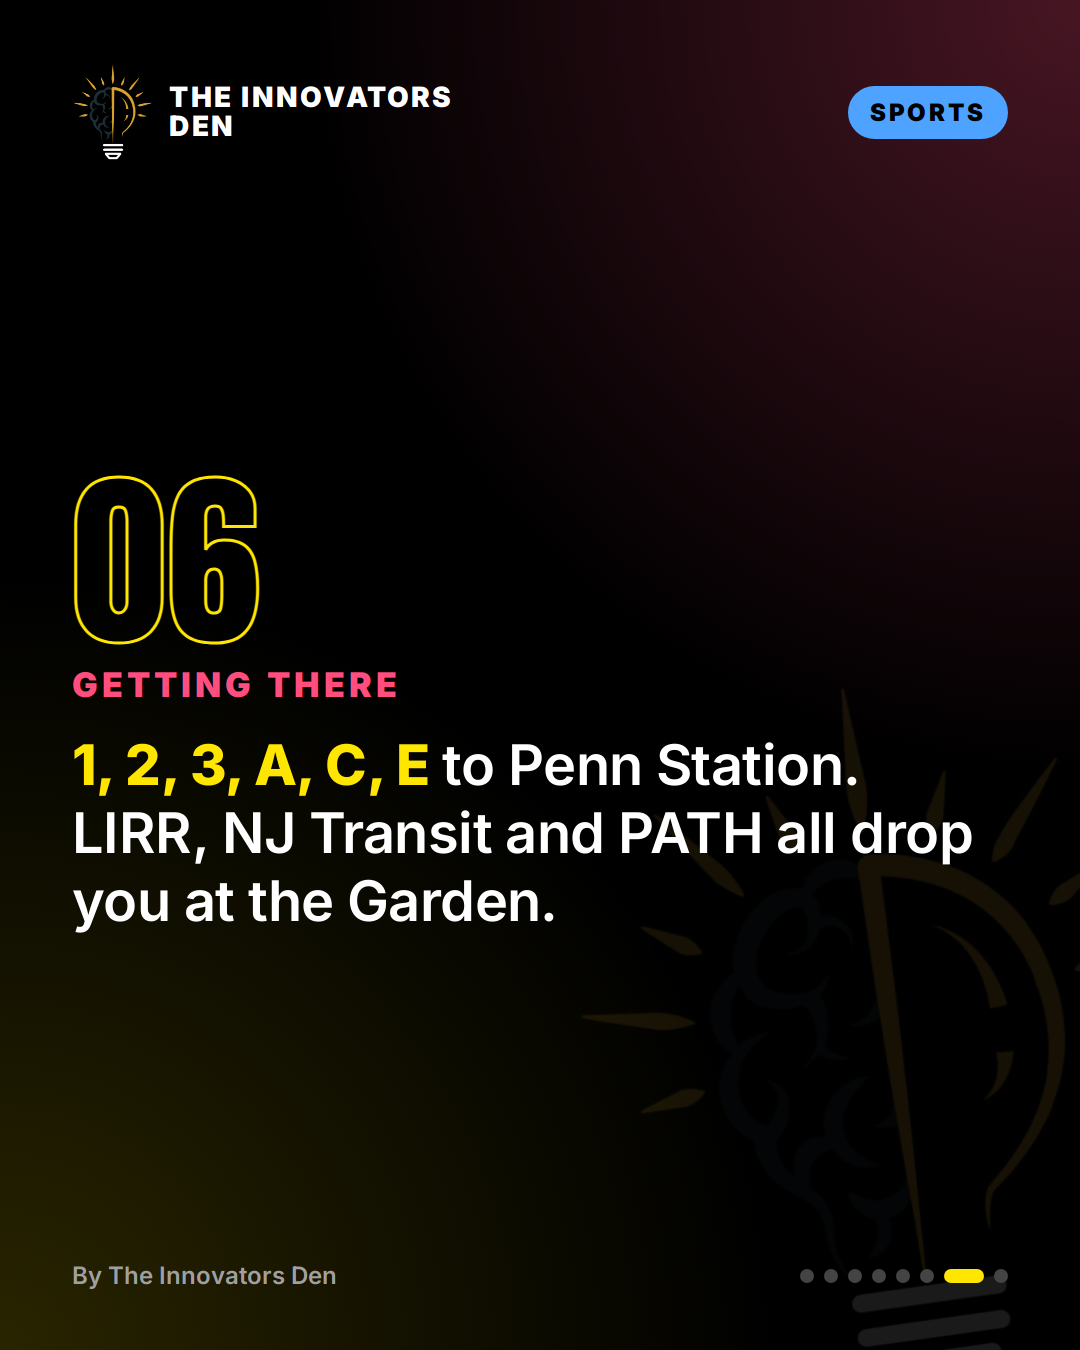 THE INNOVATORS
DEN
SPORTS
06
GETTING THERE
1, 2, 3, A, C, E to Penn Station.
LIRR, NJ Transit and PATH all drop
you at the Garden.
By The Innovators Den